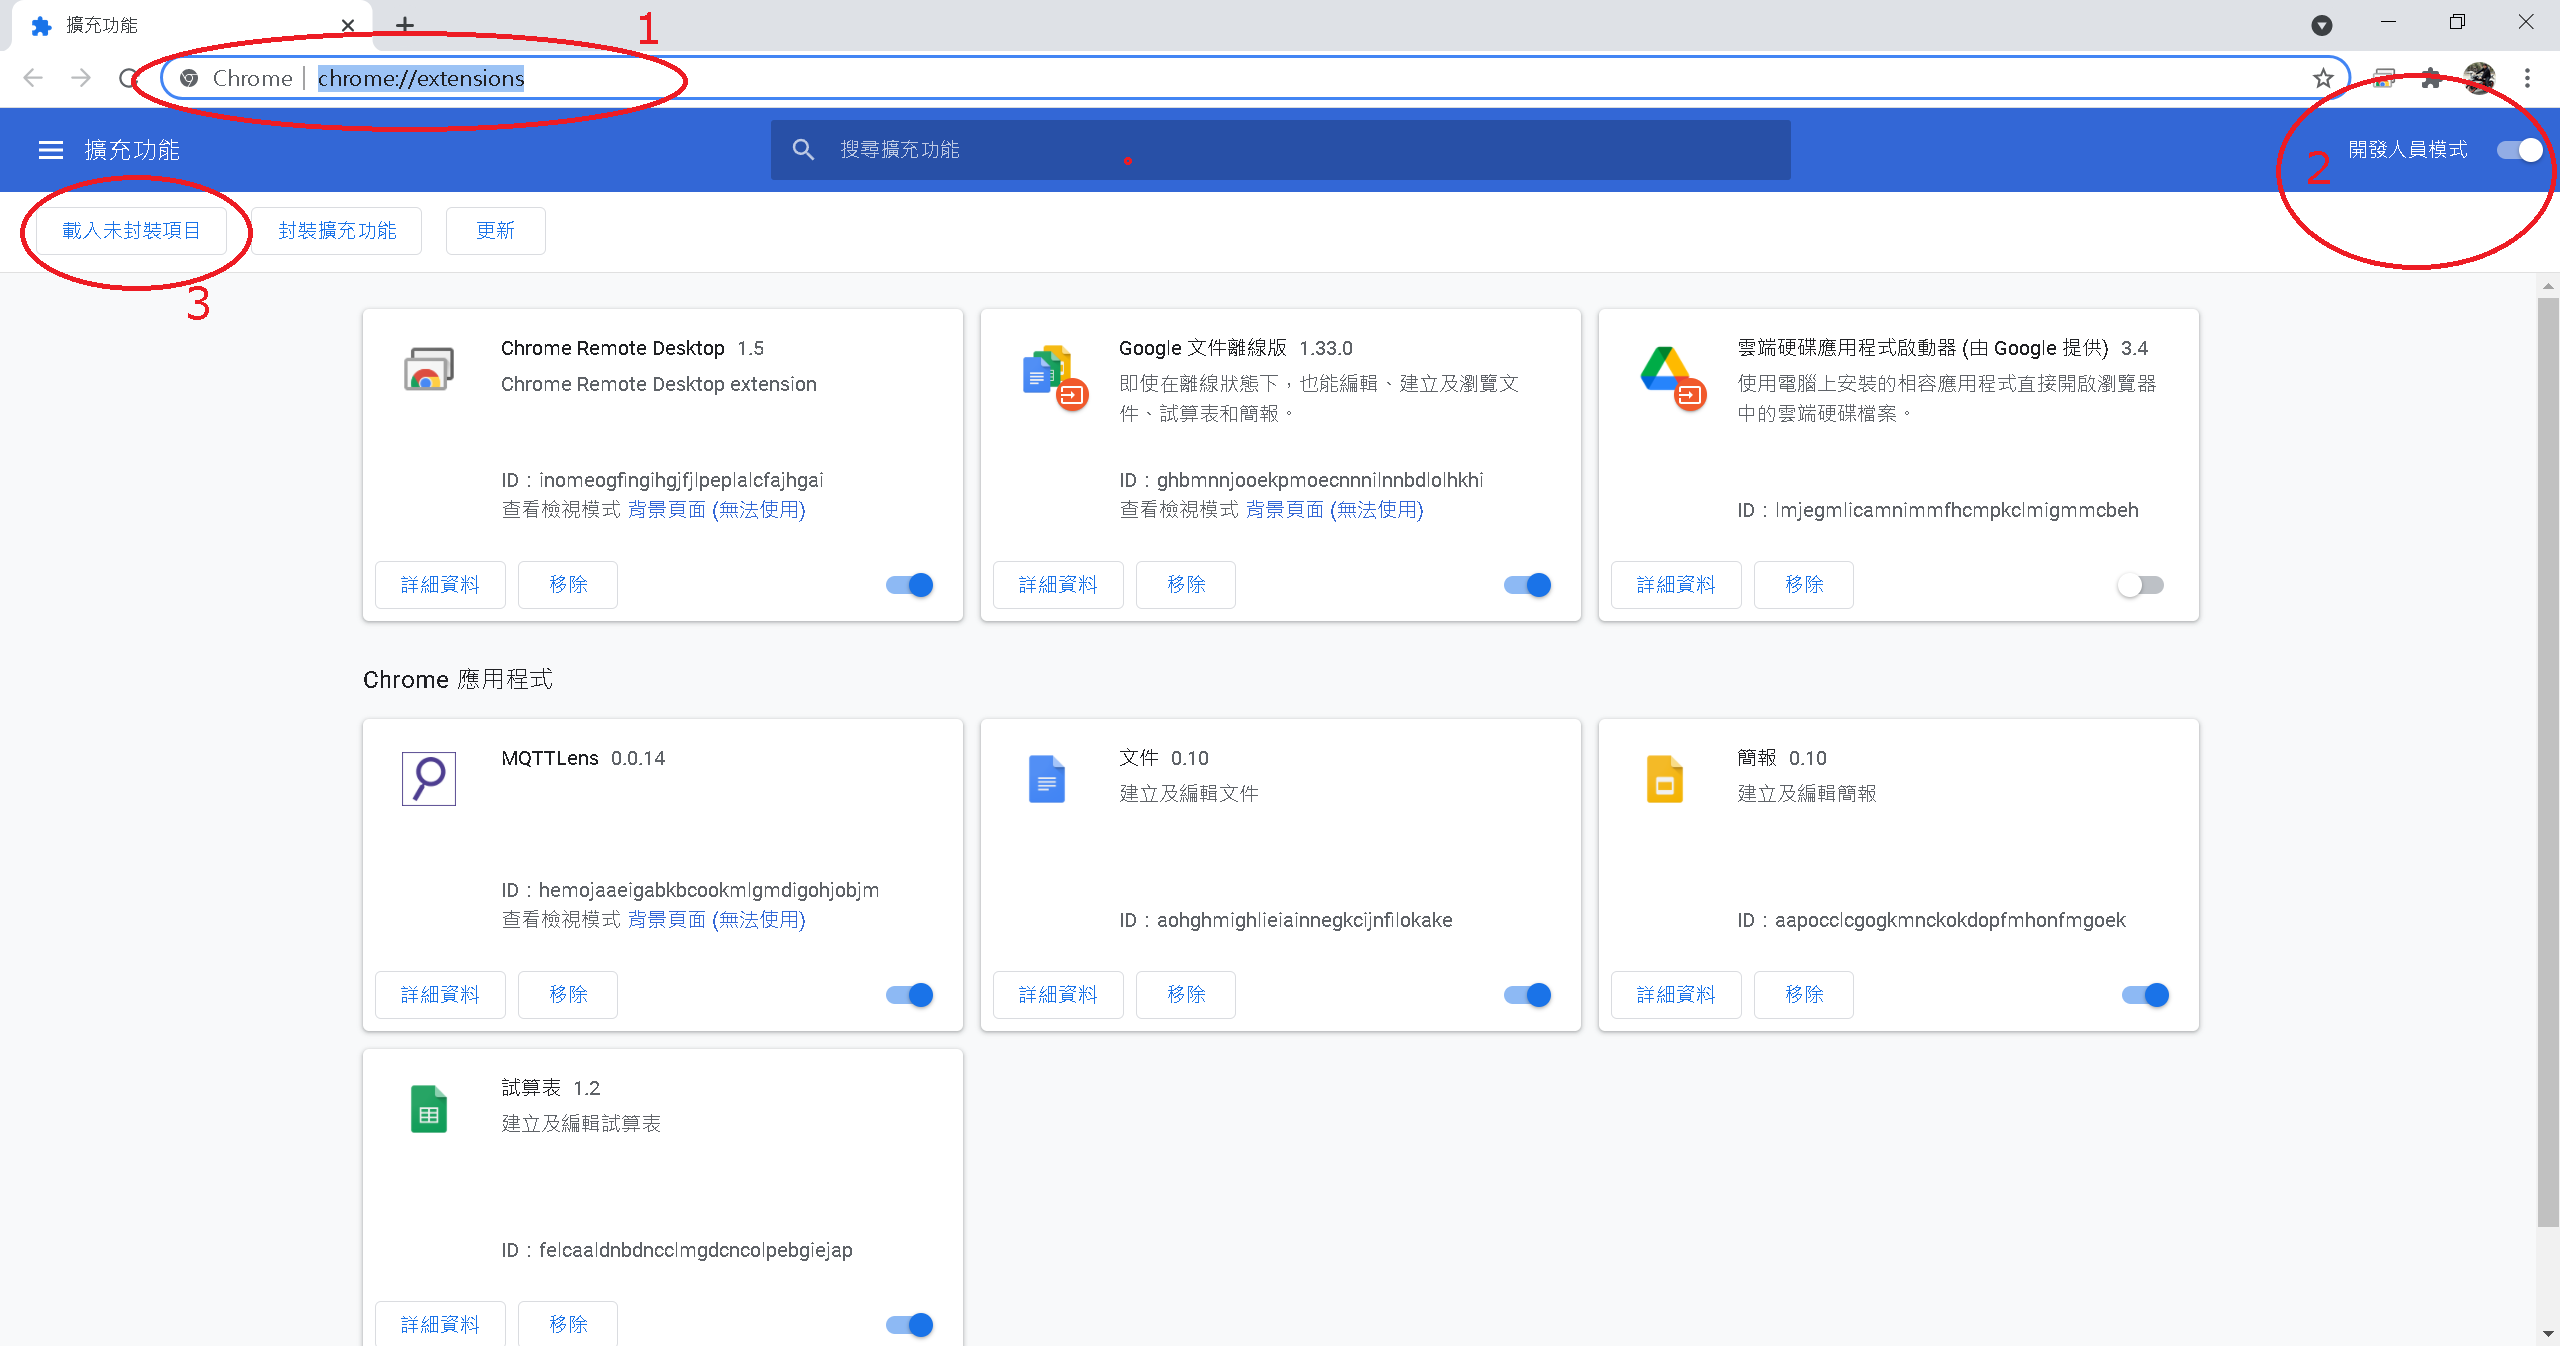 擴充功能
1
Chrome chrome://extensions
擴充功能
搜尋擴充功能
2
開發人員模式
載入未封裝項目
封裝擴充功能
更新
3
Chrome Remote Desktop 1.5
Chrome Remote Desktop extension
ID：inomeogfingihgjfjlpeplalcfajhgai
查看檢視模式 背景頁面 (無法使用)
詳細資料
移除
Google 文件離線版 1.33.0
即使在離線狀態下，也能編輯、建立及瀏覽文
件、試算表和簡報。
ID：ghbmnnjooekpmoecnnnilnnbdlolhkhi
查看檢視模式 背景頁面 (無法使用)
詳細資料
移除
雲端硬碟應用程式啟動器 (由 Google 提供) 3.4
使用電腦上安裝的相容應用程式直接開啟瀏覽器
中的雲端硬碟檔案。
ID：lmjegmlicamnimmfhcmpkclmigmmcbeh
詳細資料
移除
Chrome 應用程式
MQTTLens 0.0.14
ID：hemojaaeigabkbcookmlgmdigohjobjm
查看檢視模式 背景頁面 (無法使用)
詳細資料
移除
文件 0.10
建立及編輯文件
ID：aohghmighlieiainnegkcijnfilokake
詳細資料
移除
簡報 0.10
建立及編輯簡報
ID：aapocclcgogkmnckokdopfmhonfmgoek
詳細資料
移除
試算表 1.2
建立及編輯試算表
ID：felcaaldnbdncclmgdcncolpebgiejap
詳細資料
移除